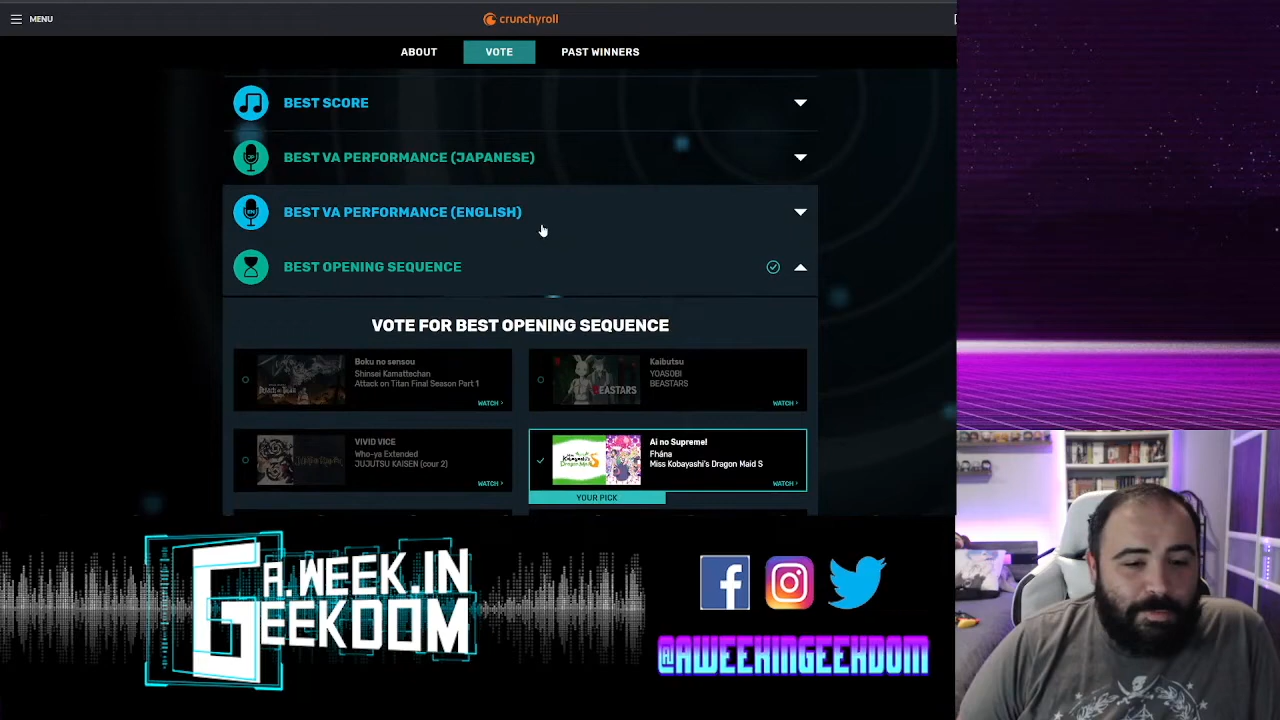 MENU
crunchyroll
ABOUT
VOTE
PAST WINNERS
BEST SCORE
BEST VA PERFORMANCE (JAPANESE)
BEST VA PERFORMANCE (ENGLISH)
BEST OPENING SEQUENCE
VOTE FOR BEST OPENING SEQUENCE
Boku no sensou
Shinsei Kamattechan
Attack on Titan Final Season Part 1
WATCH
Kaibutsu
YOASOBI
BEASTARS
BEASTARS
WATCH
VIVID VICE
Who-ya Extended
JUJUTSU KAISEN (cour 2)
WATCH
Ai no Supreme!
Fhána
Miss Kobayashi's Dragon Maid S
WATCH
YOUR PICK
A.WEEK.IN
GEEKDOM
@AWEEKINGEEKDOM